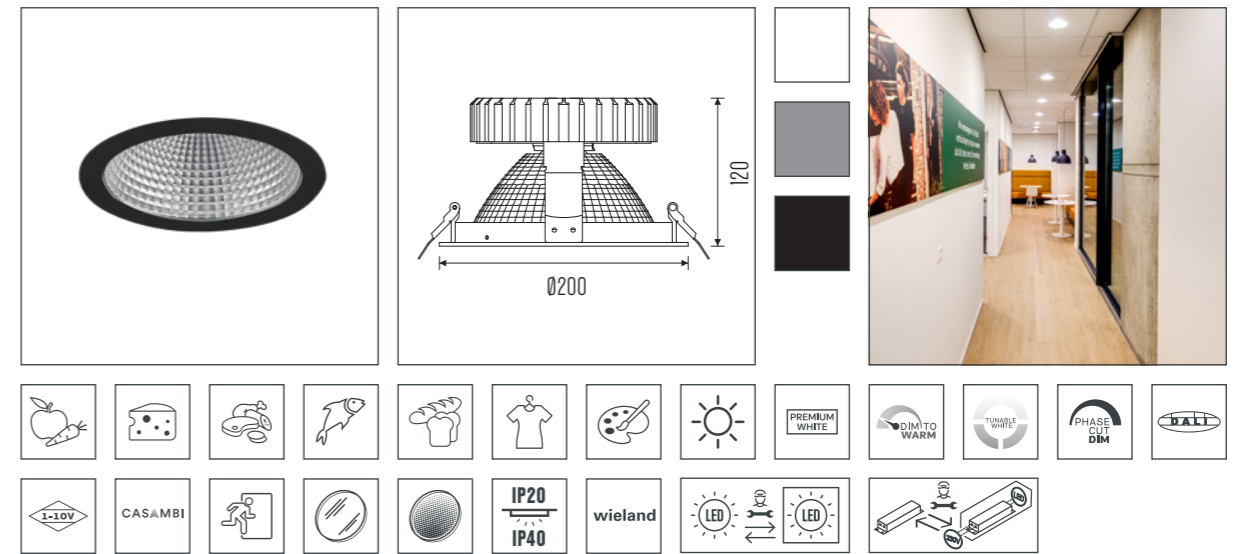 120
Ø200
PREMIUM
WHITE
DIM TO
WARM
TUNABLE
WHITE
PHASE
CUT
DIM
DALI
1-10V
CASAMBI
IP20
IP40
wieland
LED
LED
230V
LED